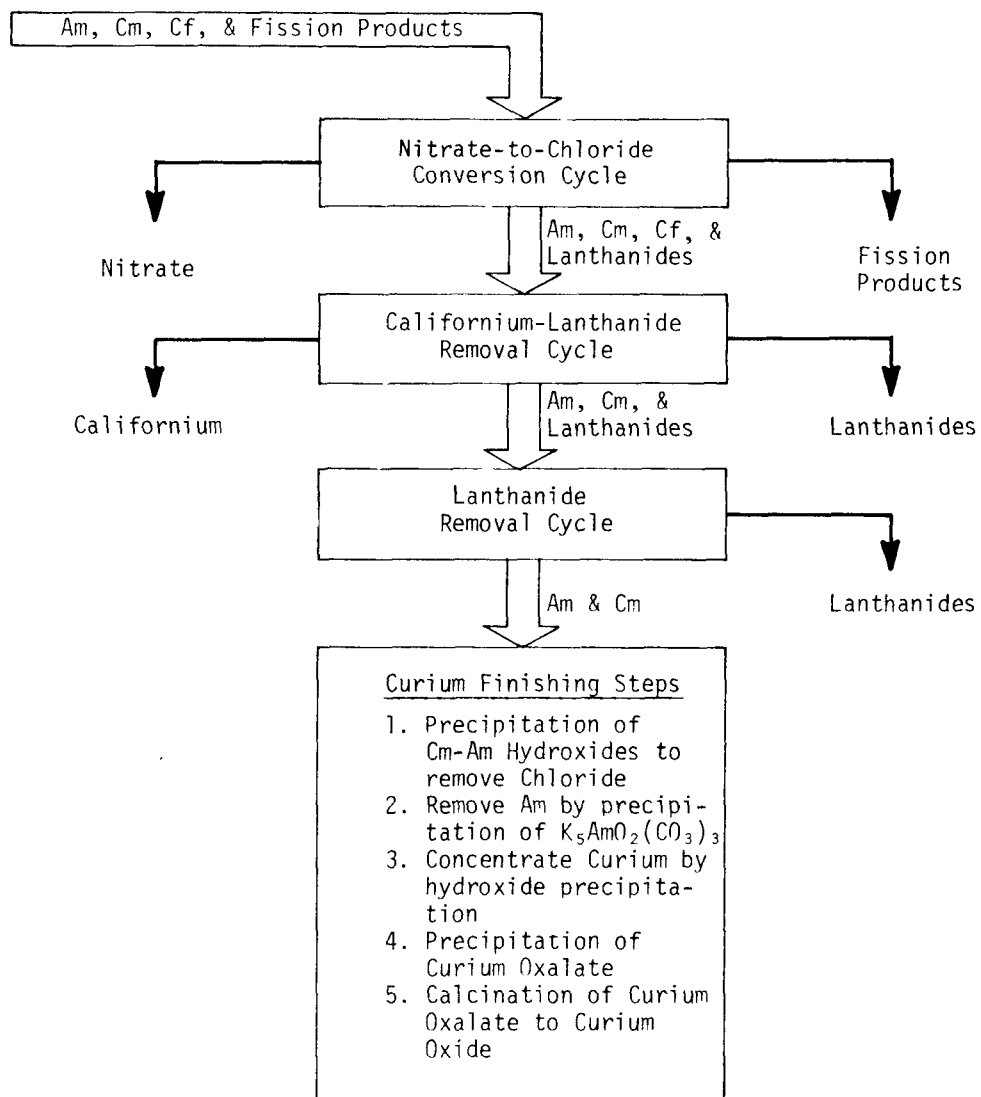 Am, Cm, Cf, & Fission Products
Nitrate-to-Chloride
Conversion Cycle
Nitrate
Am, Cm, Cf, &
Lanthanides
Fission
Products
Californium-Lanthanide
Removal Cycle
Californium
Am, Cm, &
Lanthanides
Lanthanides
Lanthanide
Removal Cycle
Am & Cm
Lanthanides
Curium Finishing Steps
1. Precipitation of
Cm-Am Hydroxides to
remove Chloride
2. Remove Am by precipi-
tation of K₅AmO₂(CO₃)₃
3. Concentrate Curium by
hydroxide precipita-
tion
4. Precipitation of
Curium Oxalate
5. Calcination of Curium
Oxalate to Curium
Oxide